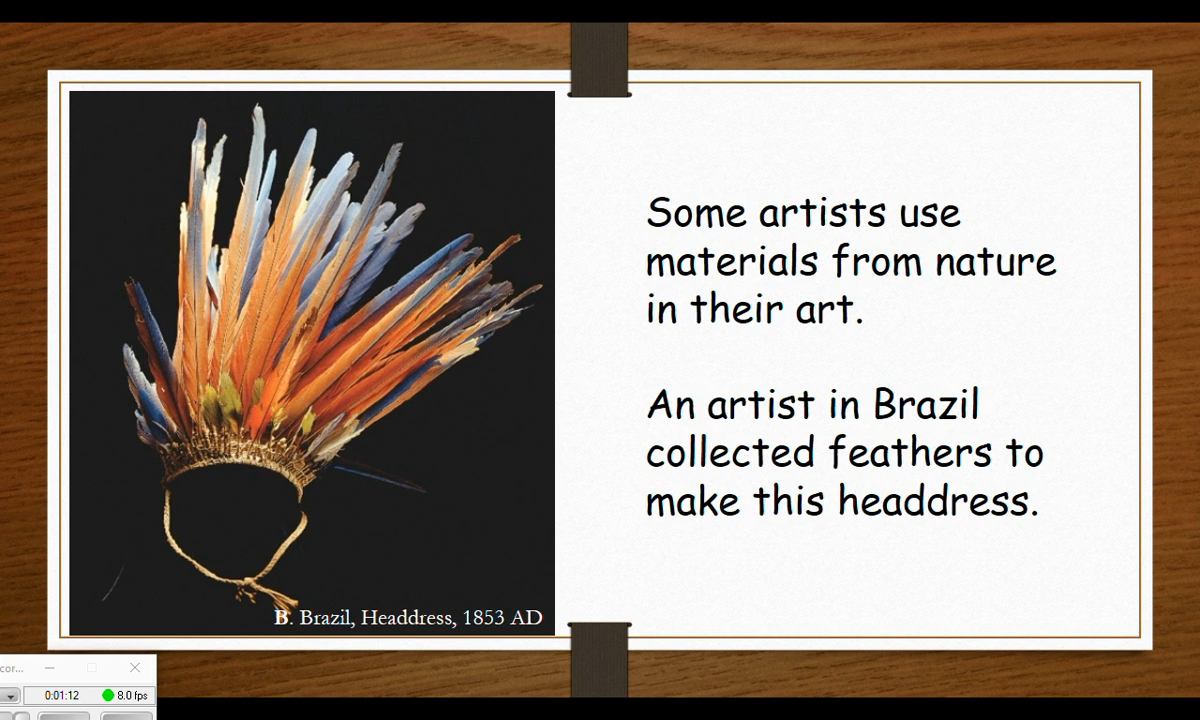 Some artists use
materials from nature
in their art.
An artist in Brazil
collected feathers to
make this headdress.
B. Brazil, Headdress, 1853 AD
cor...
0:01:12 8.0 fps